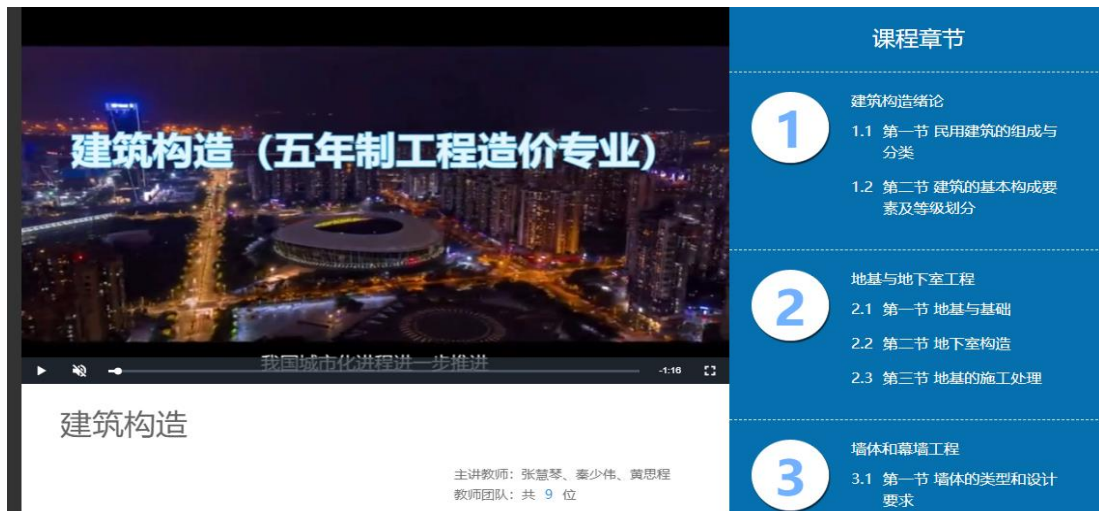 建筑构造（五年制工程造价专业）
我国城市化进程进一步推进
-1:16
建筑构造
主讲教师：张慧琴、秦少伟、黄思程
教师团队：共 9 位
课程章节
1
建筑构造绪论
1.1 第一节 民用建筑的组成与
分类
1.2 第二节 建筑的基本构成要
素及等级划分
2
地基与地下室工程
2.1 第一节 地基与基础
2.2 第二节 地下室构造
2.3 第三节 地基的施工处理
3
墙体和幕墙工程
3.1 第一节 墙体的类型和设计
要求